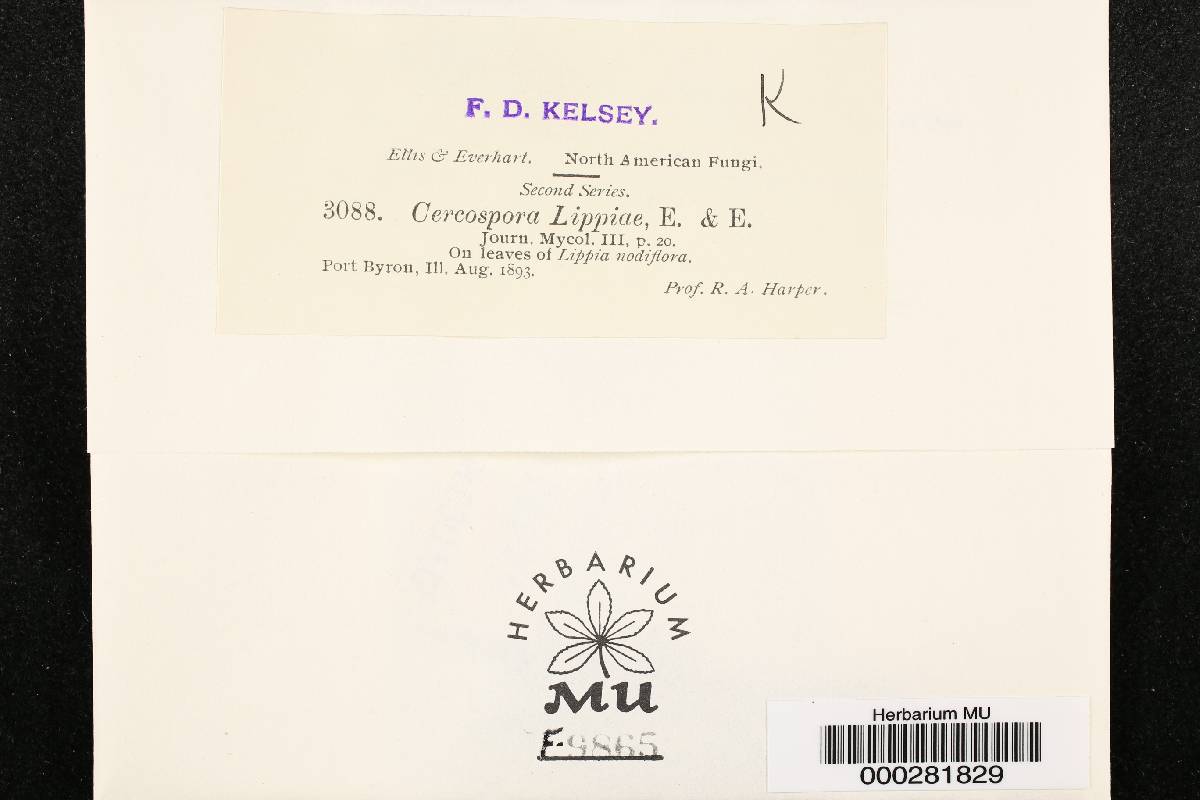 F. D. KELSEY.
K
Ellis & Everhart. North American Fungi.
Second Series.
3088. Cercospora Lippiae, E. & E.
Journ. Mycol. III, p. 20.
On leaves of Lippia nodiflora.
Port Byron, Ill. Aug. 1893.
Prof. R. A. Harper.
HERBARIUM
MU
F-9865
Herbarium MU
000281829